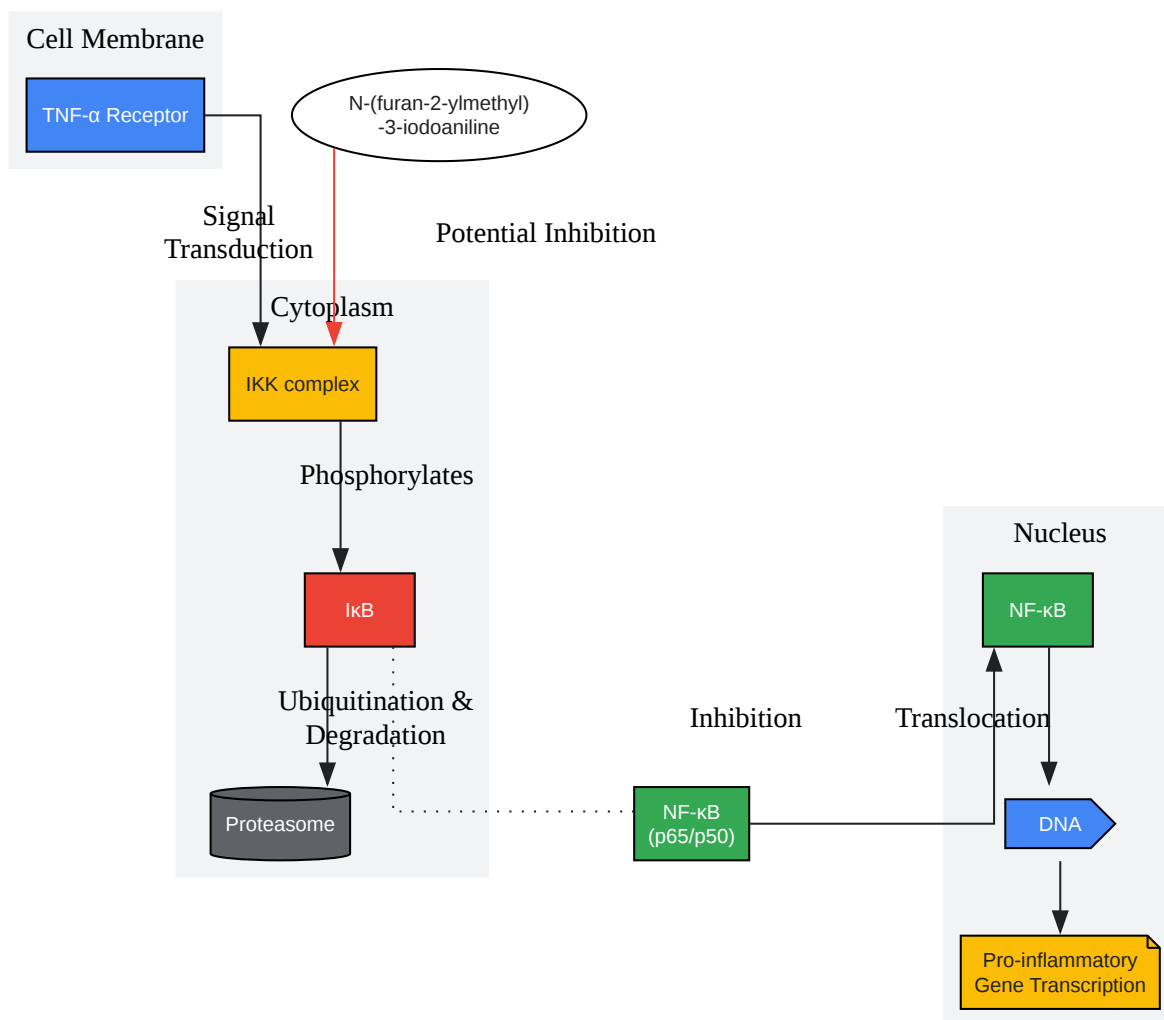 Cell Membrane
TNF-α Receptor
N-(furan-2-ylmethyl)
-3-iodoaniline
Signal
Transduction
Potential Inhibition
Cytoplasm
IKK complex
Phosphorylates
IκB
Ubiquitination &
Degradation
Proteasome
Inhibition
NF-κB
(p65/p50)
Translocation
Nucleus
NF-κB
DNA
Pro-inflammatory
Gene Transcription